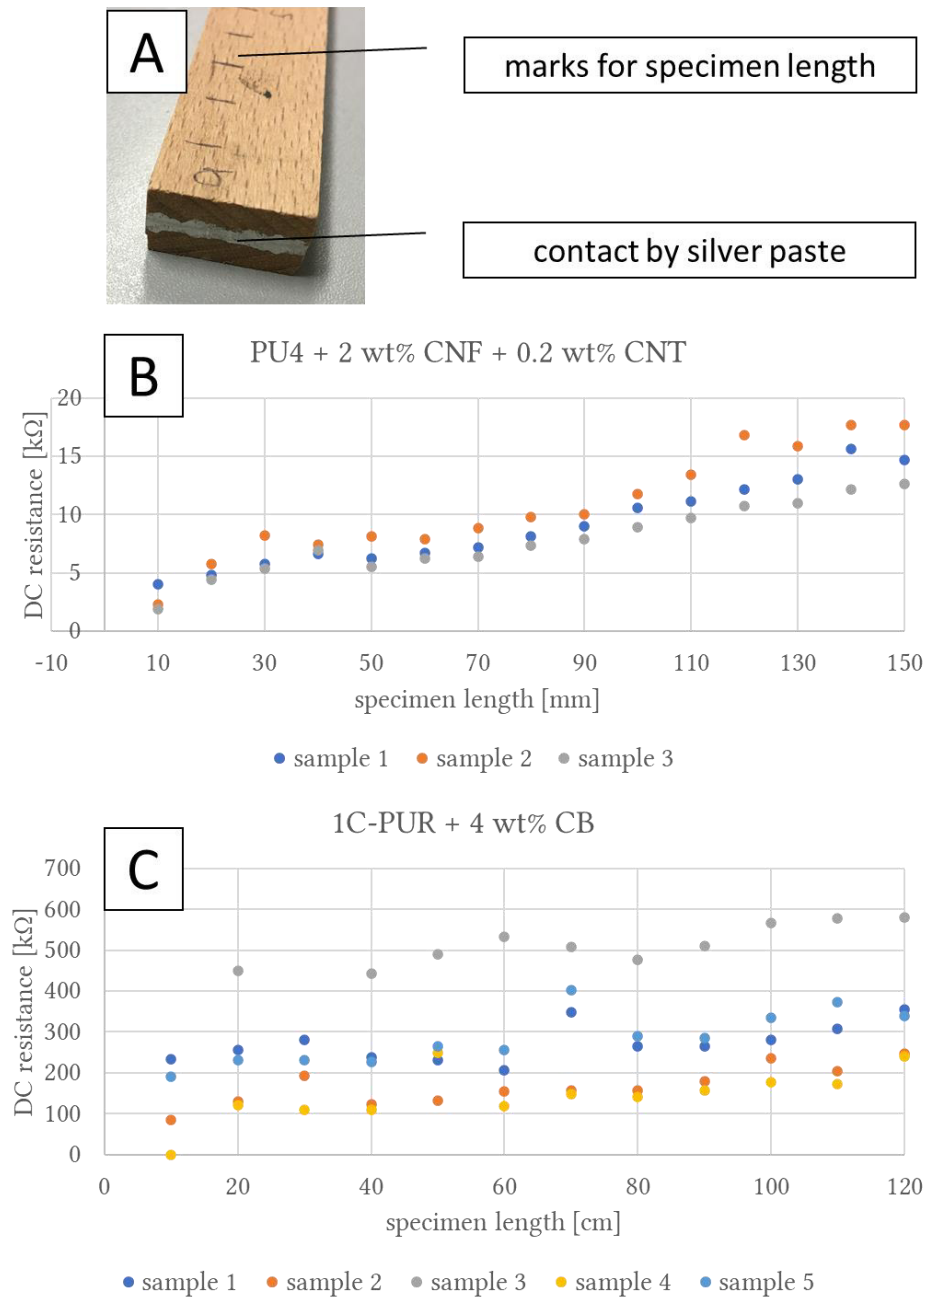 A
marks for specimen length
contact by silver paste
B
PU4 + 2 wt% CNF + 0.2 wt% CNT
DC resistance [kΩ]
20
15
10
5
0
-10 10 30 50 70 90 110 130 150
specimen length [mm]
sample 1 sample 2 sample 3
C
1C-PUR + 4 wt% CB
DC resistance [kΩ]
700
600
500
400
300
200
100
0
0 20 40 60 80 100 120
specimen length [cm]
sample 1 sample 2 sample 3 sample 4 sample 5